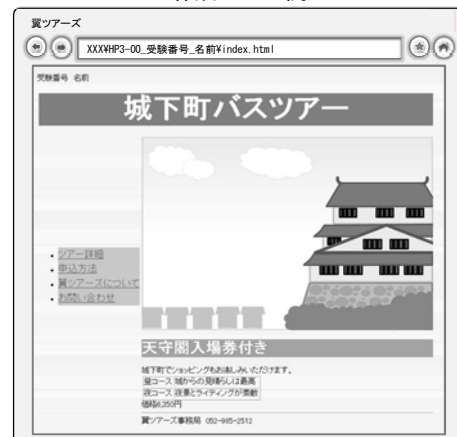 翼ツアーズ
XXX¥HP3-00_受験番号_名前¥index.html
受験番号 名前
城下町バスツアー
・ツアー詳細
・申込方法
・翼ツアーズについて
・お問い合わせ
天守閣入場券付き
城下町でショッピングもお楽しみいただけます。
昼コース 城からの見晴らしは最高
夜コース 夜景とライティングが素敵
価格6,350円
翼ツアーズ事務局 052-985-2512